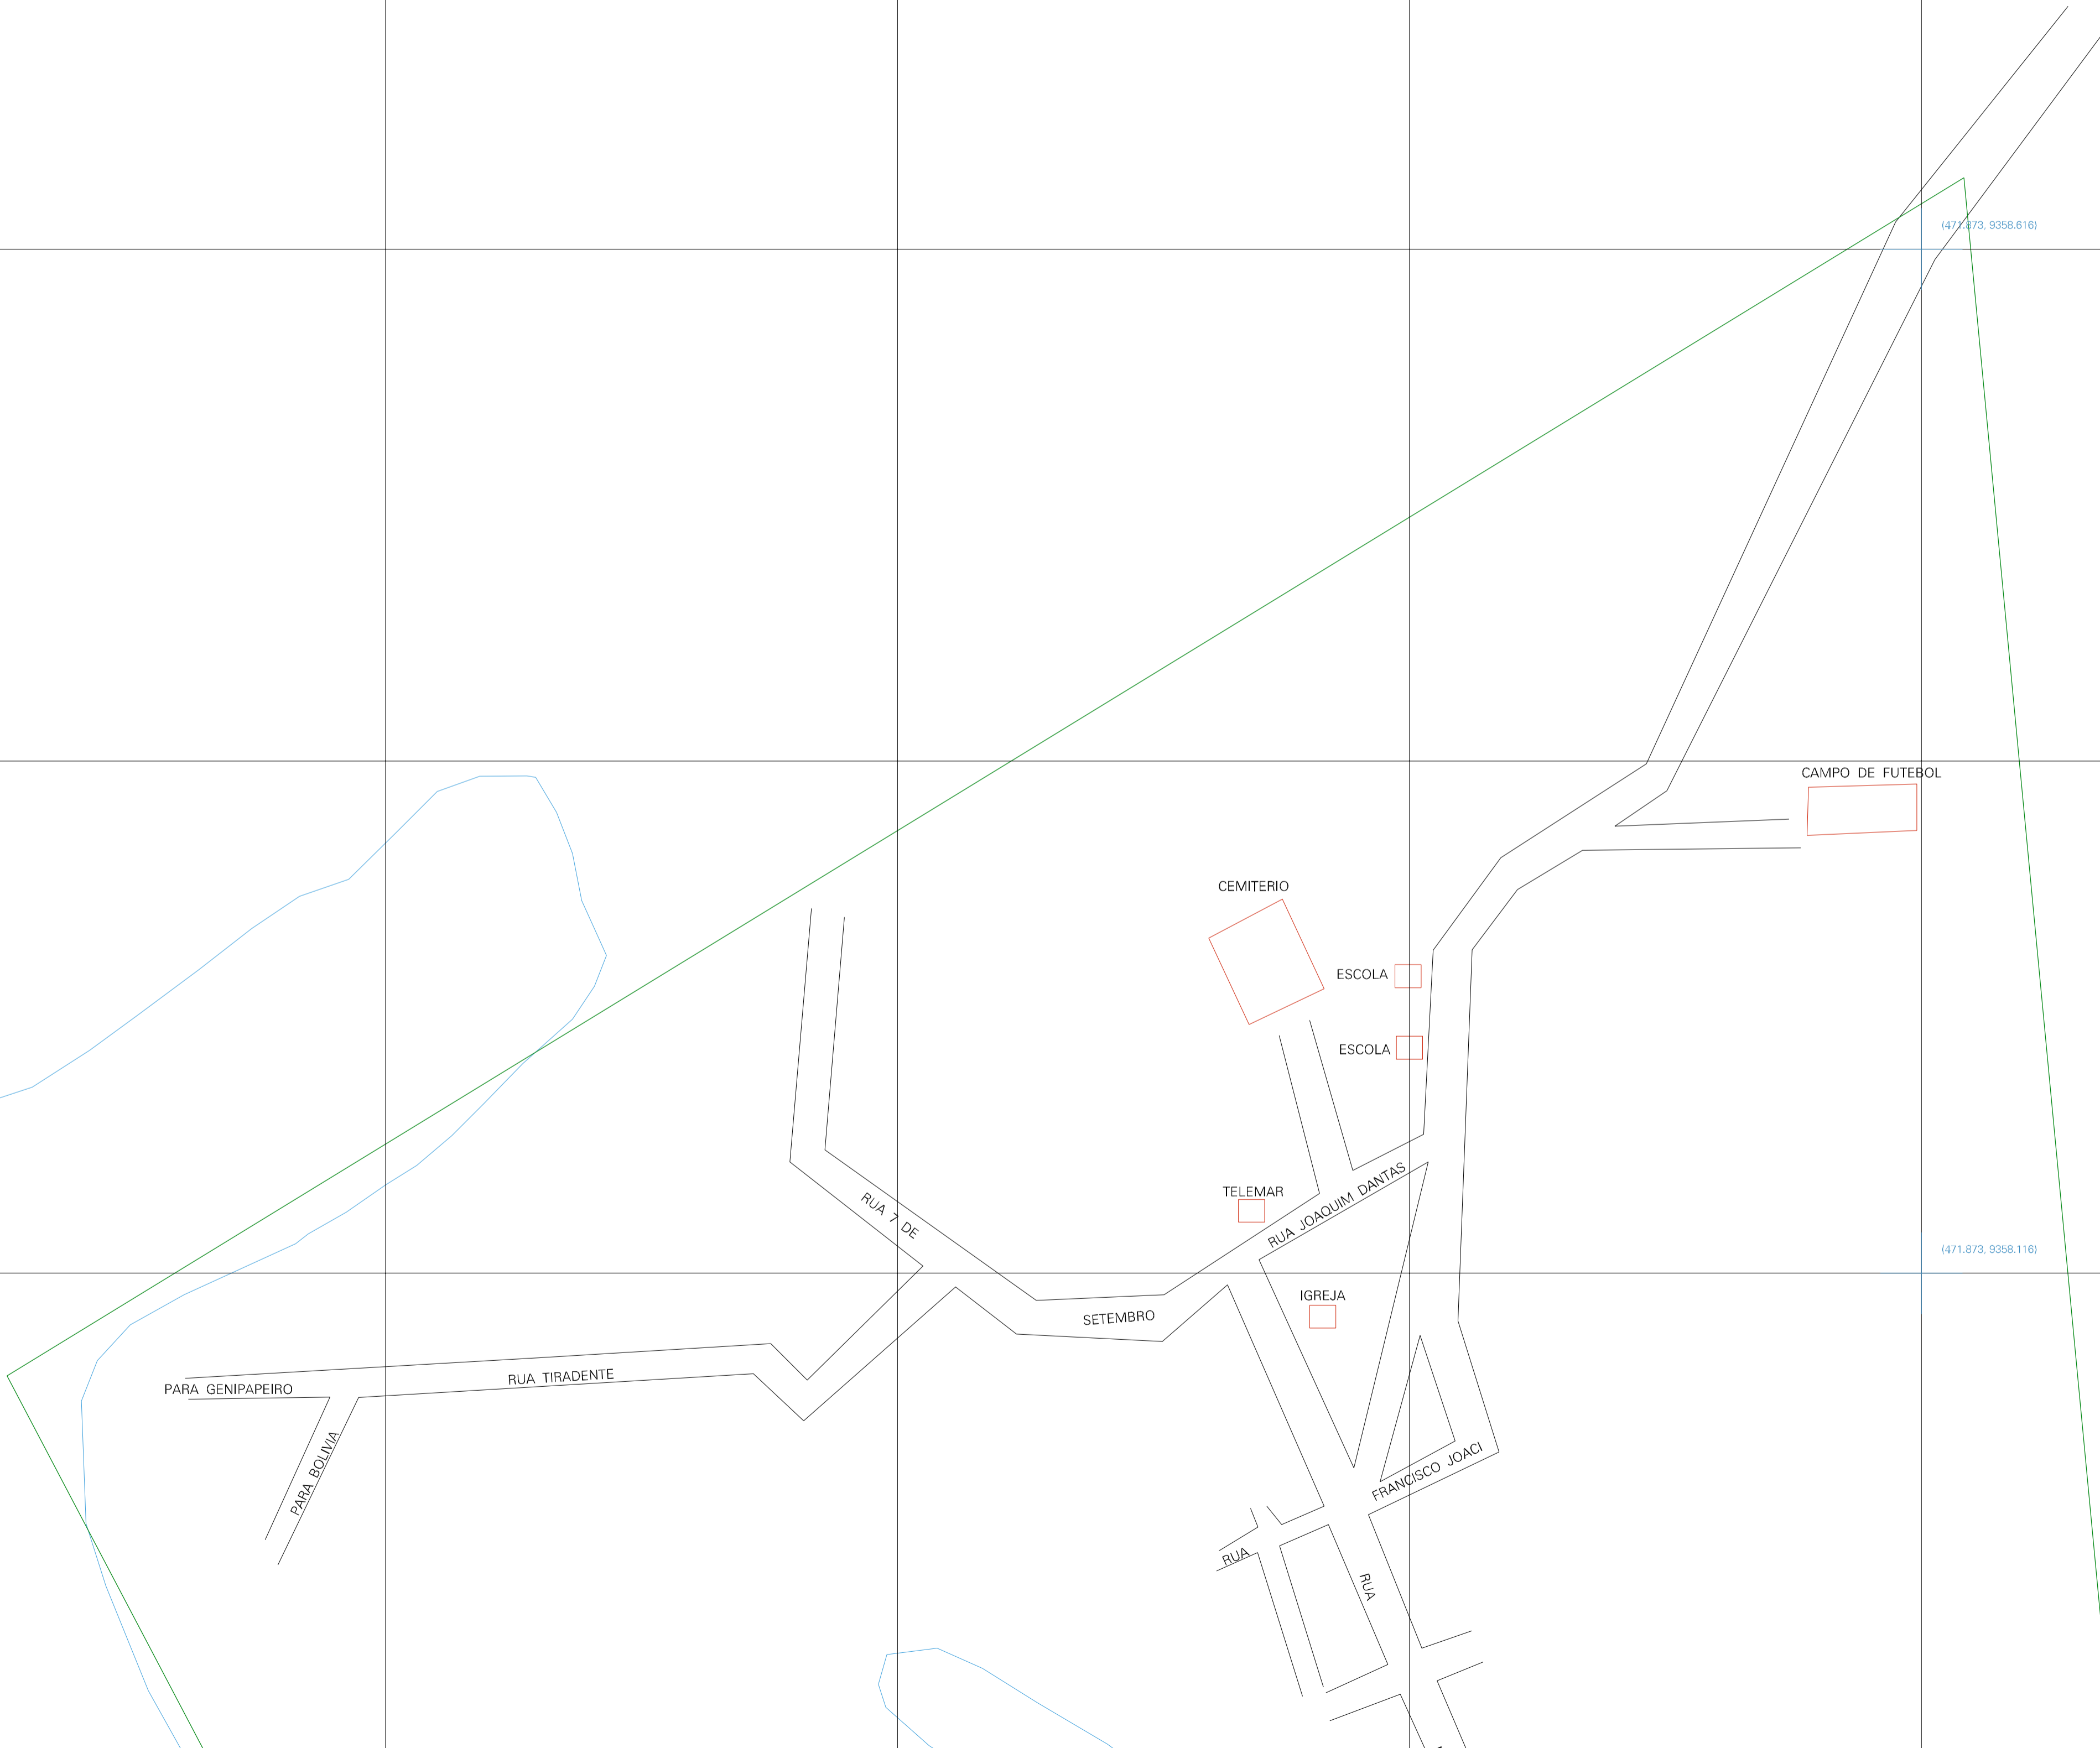 (471.873, 9358.616)
CAMPO DE FUTEBOL
CEMITERIO
ESCOLA
ESCOLA
TELEMAR
RUA JOAQUIM DANTAS
RUA 7 DE
SETEMBRO
(471.873, 9358.116)
IGREJA
RUA TIRADENTE
PARA GENIPAPEIRO
PARA BOLIVIA
FRANCISCO JOACI
RUA
RUA